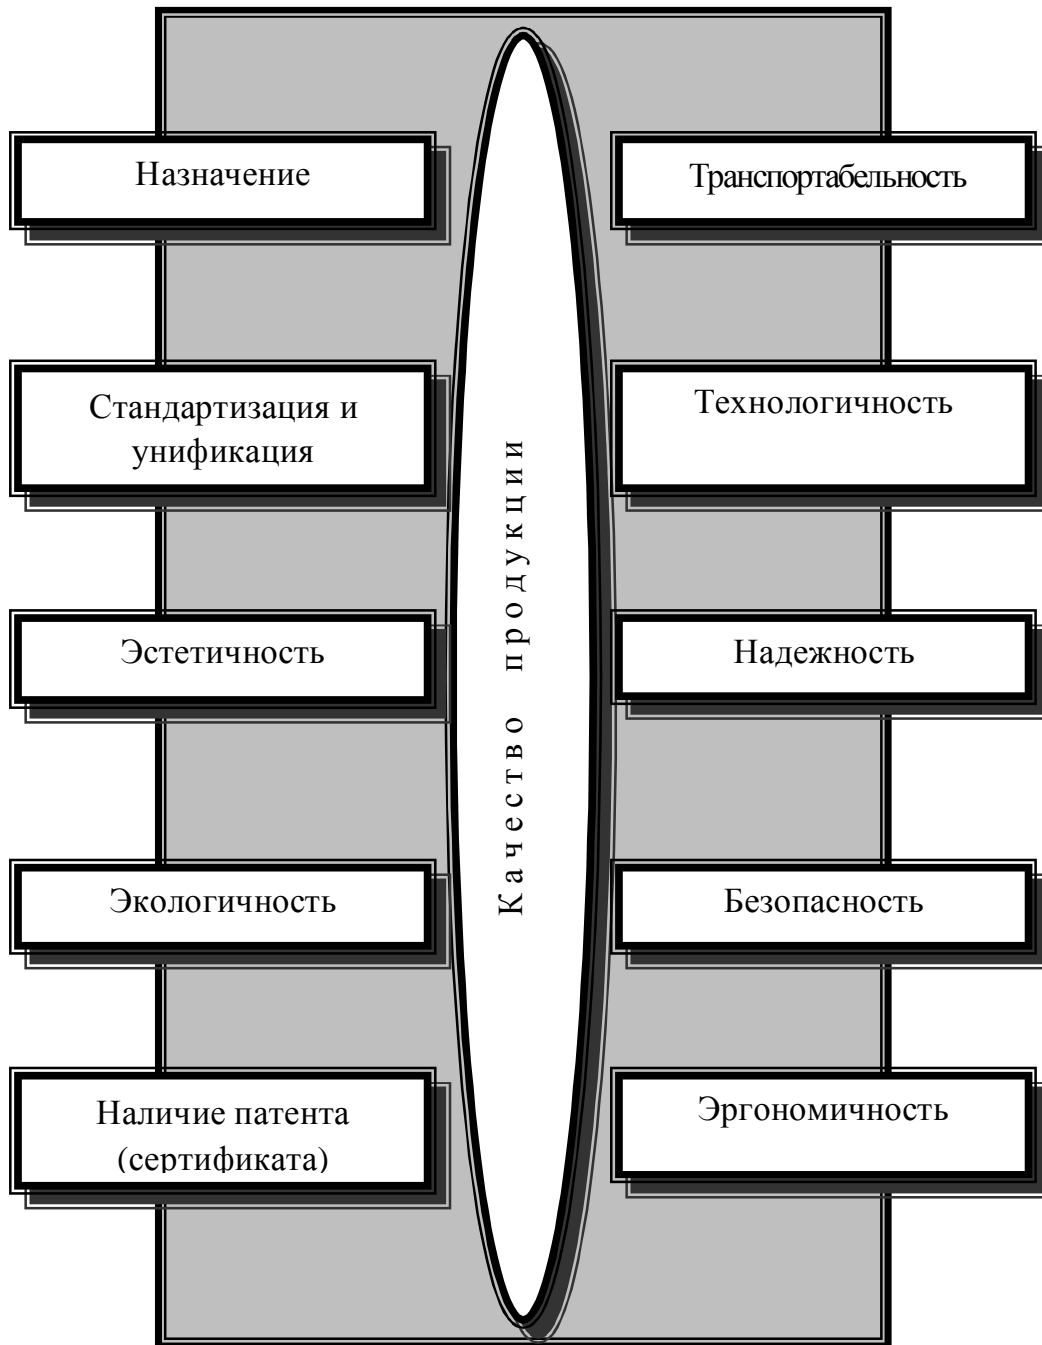 Назначение
Транспортабельность
Стандартизация и
унификация
Технологичность
Качество продукции
Эстетичность
Надежность
Экологичность
Безопасность
Наличие патента
(сертификата)
Эргономичность